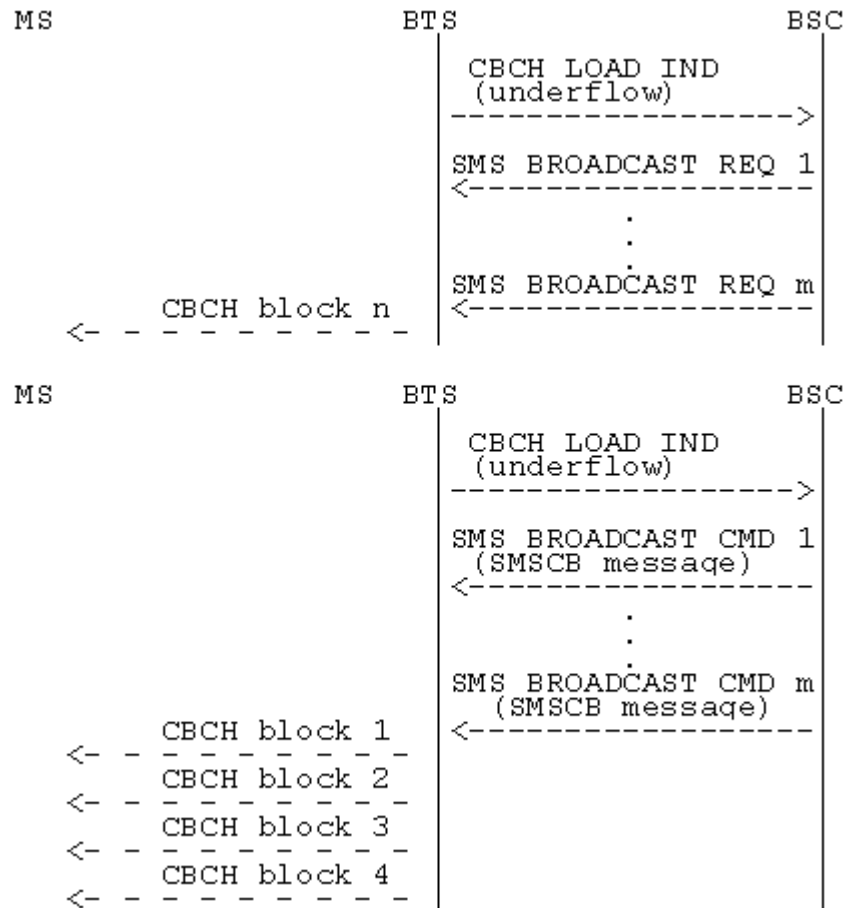 MS BTS BSC
CBCH LOAD IND
(underflow)
SMS BROADCAST REQ 1
.
.
.
SMS BROADCAST REQ m
CBCH block n
MS BTS BSC
CBCH LOAD IND
(underflow)
SMS BROADCAST CMD 1
(SMSCB message)
.
.
.
SMS BROADCAST CMD m
(SMSCB message)
CBCH block 1
CBCH block 2
CBCH block 3
CBCH block 4